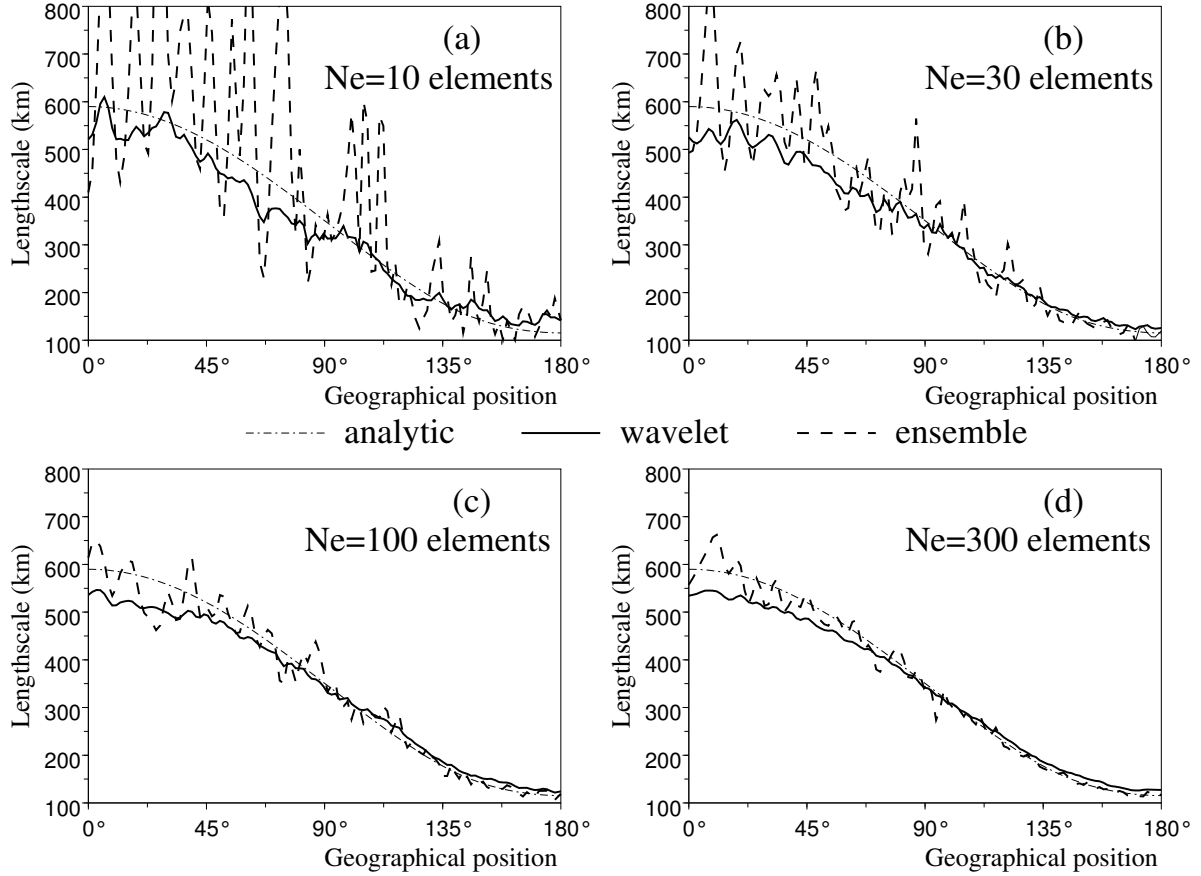 800
700
600
500
400
300
200
100
Lengthscale (km)
(a)
Ne=10 elements
0° 45° 90° 135° 180°
Geographical position
800
700
600
500
400
300
200
100
Lengthscale (km)
(b)
Ne=30 elements
0° 45° 90° 135° 180°
Geographical position
analytic wavelet ensemble
800
700
600
500
400
300
200
100
Lengthscale (km)
(c)
Ne=100 elements
0° 45° 90° 135° 180°
Geographical position
800
700
600
500
400
300
200
100
Lengthscale (km)
(d)
Ne=300 elements
0° 45° 90° 135° 180°
Geographical position